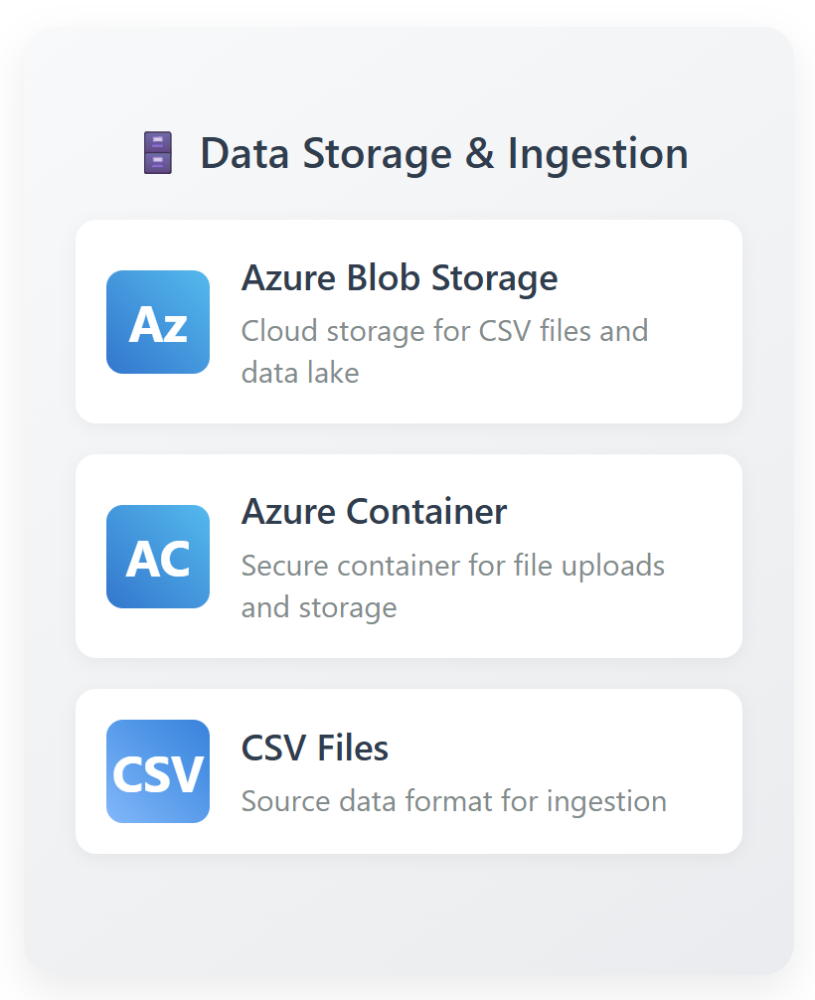 Data Storage & Ingestion
Az
Azure Blob Storage
Cloud storage for CSV files and
data lake
AC
Azure Container
Secure container for file uploads
and storage
CSV
CSV Files
Source data format for ingestion